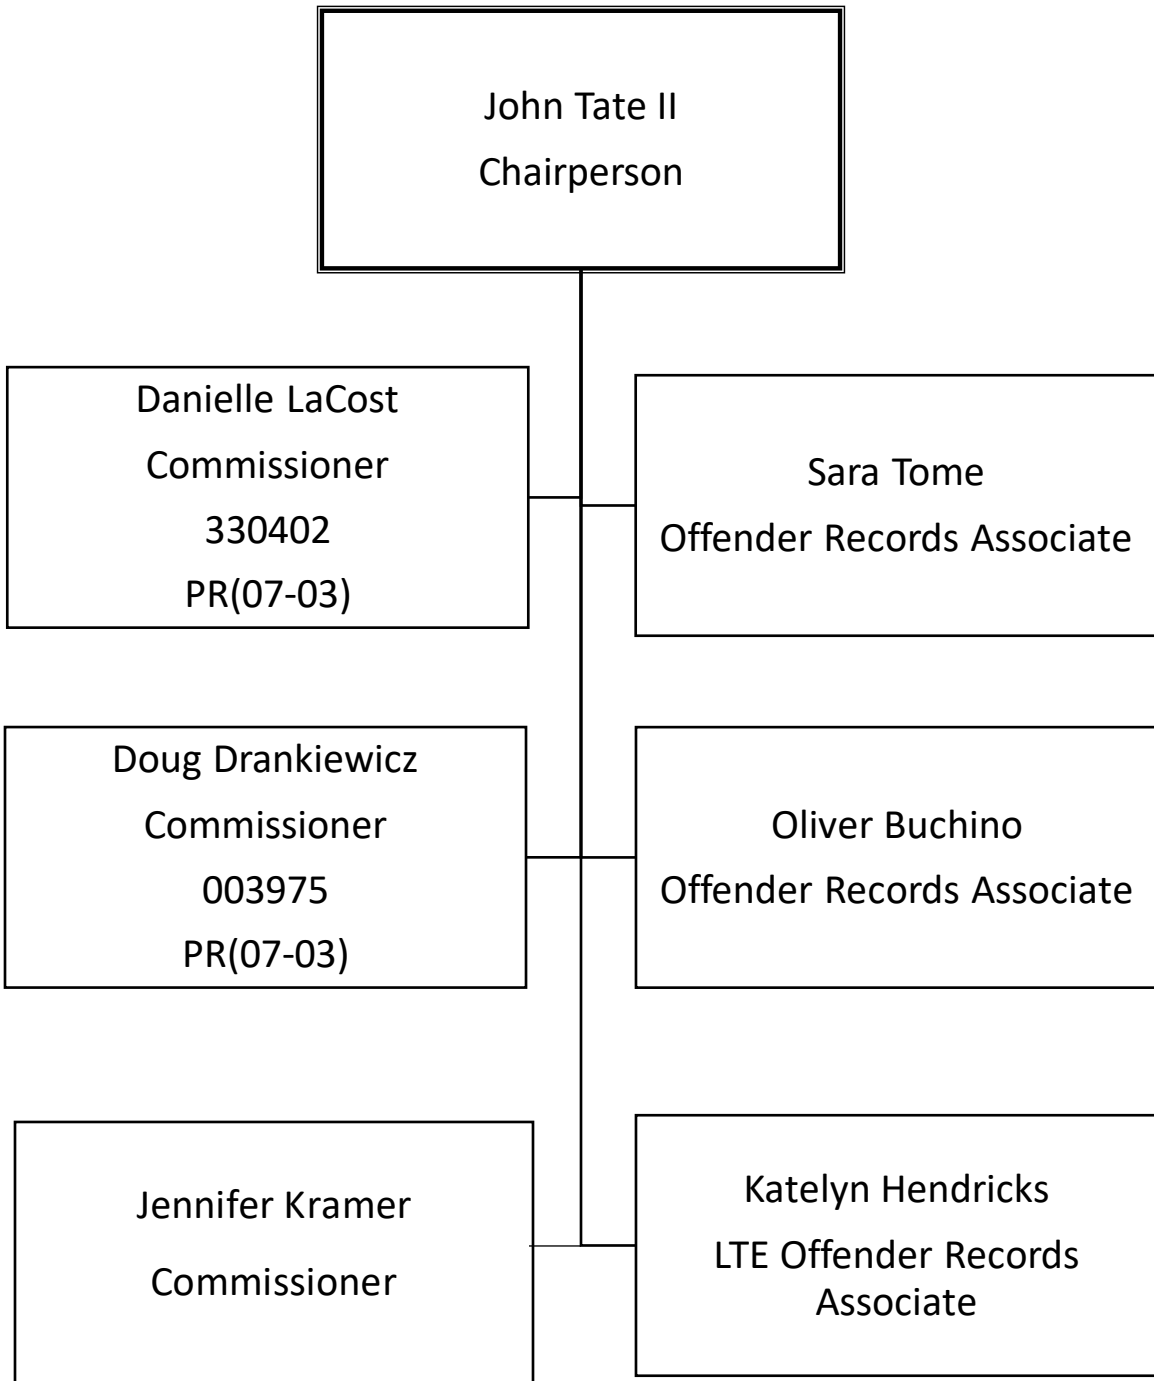 John Tate II
Chairperson
Danielle LaCost
Commissioner
330402
PR(07-03)
Sara Tome
Offender Records Associate
Doug Drankiewicz
Commissioner
003975
PR(07-03)
Oliver Buchino
Offender Records Associate
Jennifer Kramer
Commissioner
Katelyn Hendricks
LTE Offender Records
Associate